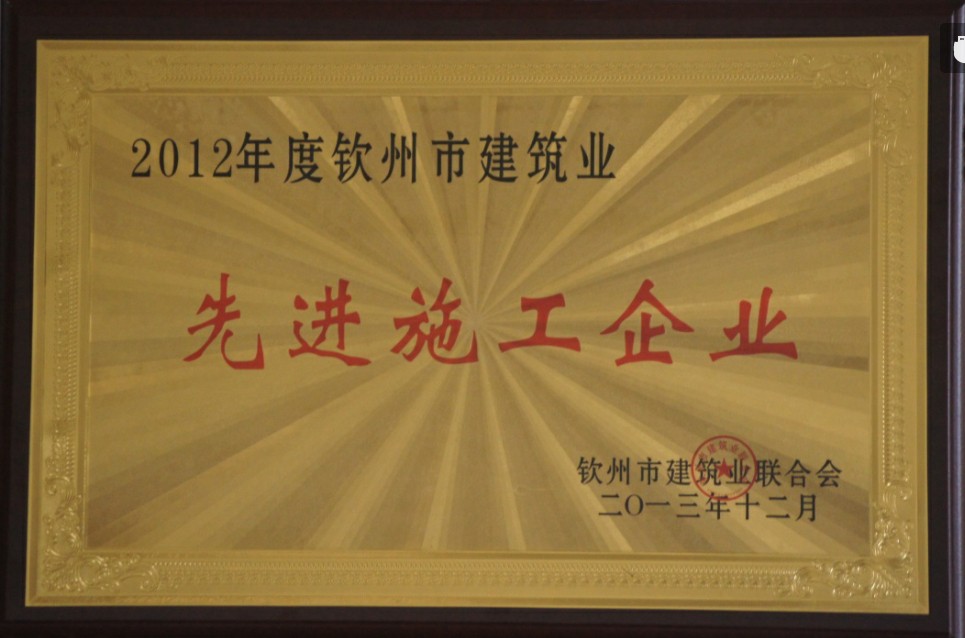 2012年度钦州市建筑业
先进施工企业
钦州市建筑业联合会
二〇一三年十二月